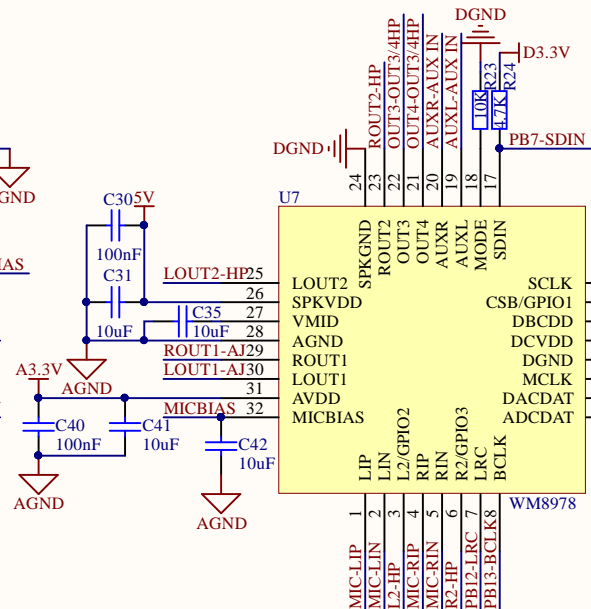 DGND
D3.3V
ROUT2-HP
OUT3-OUT3/4HP
OUT4-OUT3/4HP
AUXR-AUX IN
AUXL-AUX IN
10K
R23
4.7K
R24
DGND
PB7-SDIN
24
23
22
21
20
19
18
17
GND
U7
C30
5V
100nF
SPKGND
ROUT2
OUT3
OUT4
AUXR
AUXL
MODE
SDIN
IAS
C31
10uF
LOUT2-HP
25
LOUT2
SCLK
26
SPKVDD
CSB/GPIO1
C35
10uF
27
VMID
DBCDD
28
AGND
DCVDD
AGND
ROUT1-AJ
29
ROUT1
DGND
A3.3V
LOUT1-AJ
30
LOUT1
MCLK
31
AVDD
DACDAT
MICBIAS
32
MICBIAS
ADCDAT
C40
100nF
C41
10uF
C42
10uF
AGND
AGND
LIP
LIN
L2/GPIO2
RIP
RIN
R2/GPIO3
LRC
BCLK
WM8978
1
2
3
4
5
6
7
8
MIC-LIP
MIC-LIN
L2-HP
MIC-RIP
MIC-RIN
R2-HP
PB12-LRC
PB13-BCLK